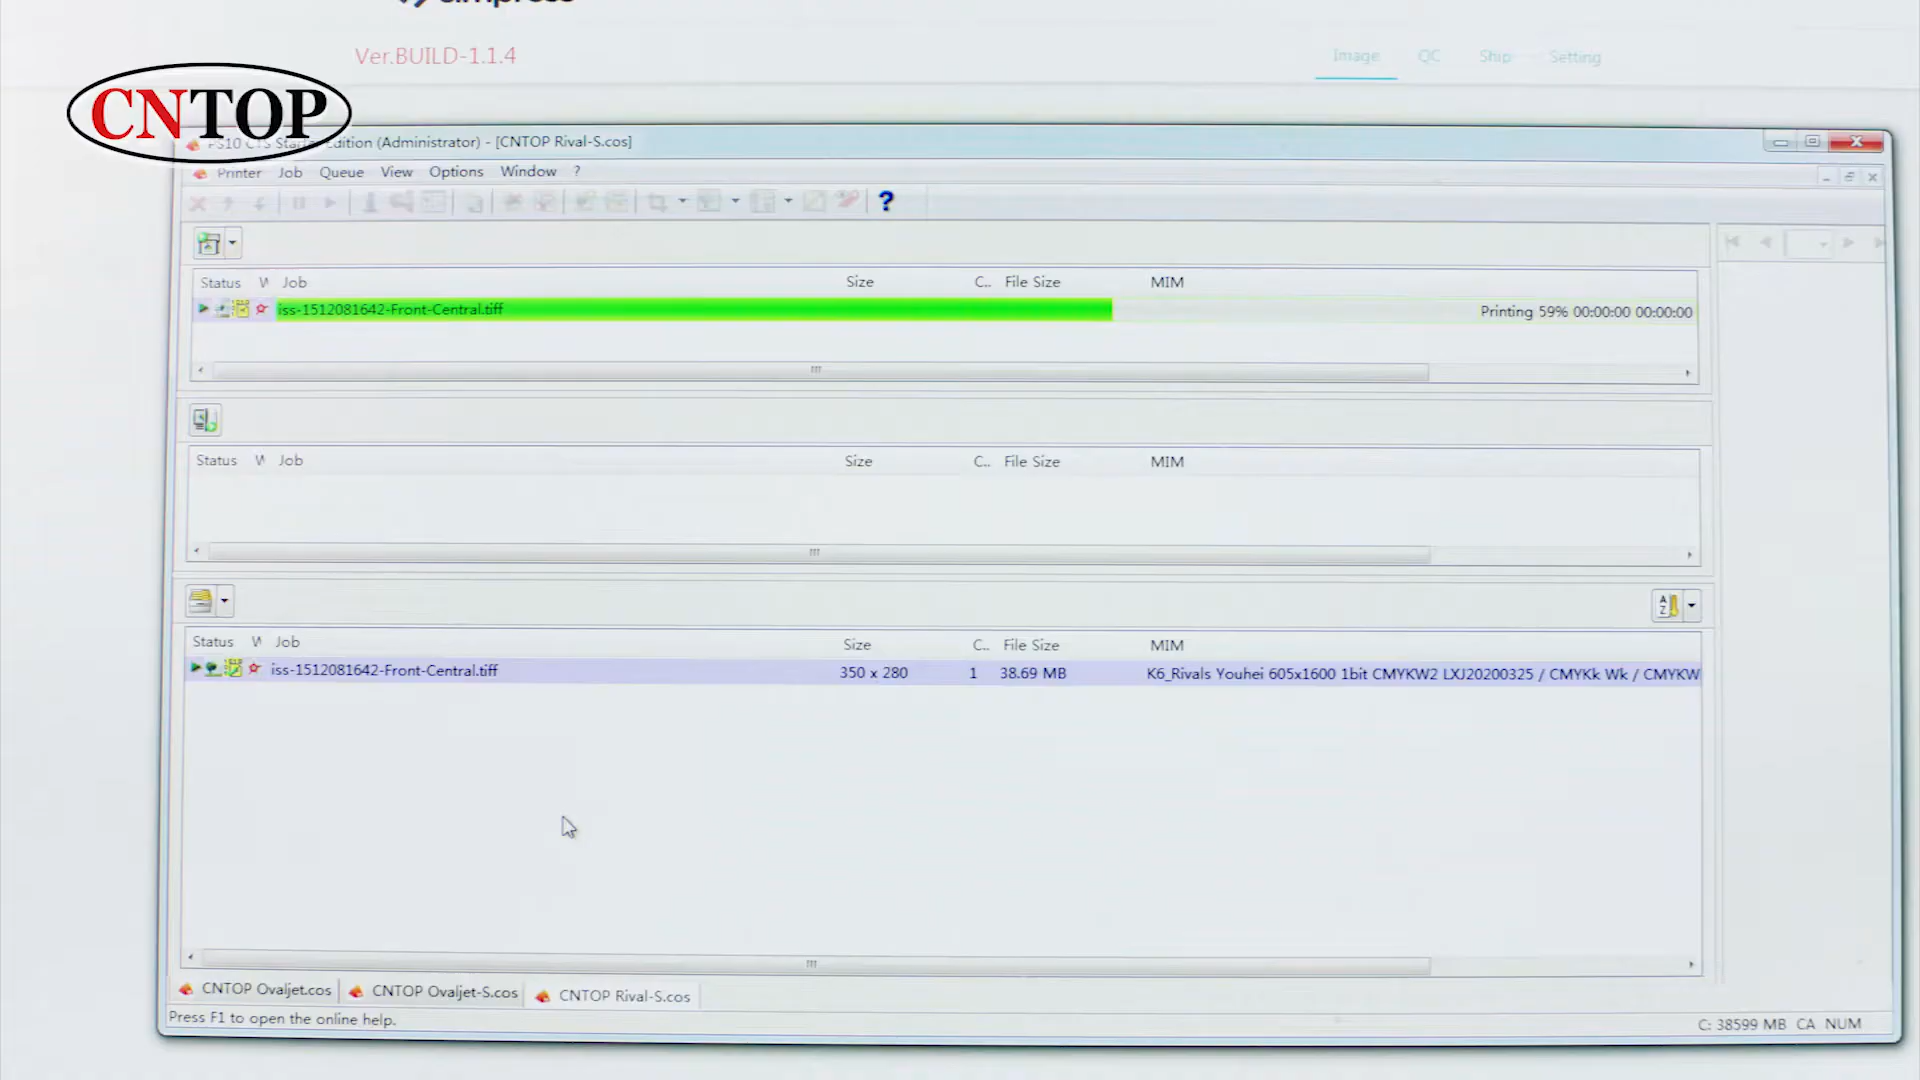 Ver.BUILD-1.1.4
Image QC Ship Setting
CNTOP
Edition (Administrator) - [CNTOP Rival-S.cos]
Printer Job Queue View Options Window ?
Status Job Size C.. File Size MIM
iss-1512081642-Front-Central.tiff Printing 59% 00:00:00 00:00:00
Status Job Size C.. File Size MIM
Status Job Size C.. File Size MIM
iss-1512081642-Front-Central.tiff 350 x 280 1 38.69 MB K6_Rivals Youhei 605x1600 1bit CMYKW2 LXJ20200325 / CMYKk Wk / CMYKW
CNTOP Ovaljet.cos CNTOP Ovaljet-S.cos CNTOP Rival-S.cos
Press F1 to open the online help. C: 38599 MB CA NUM